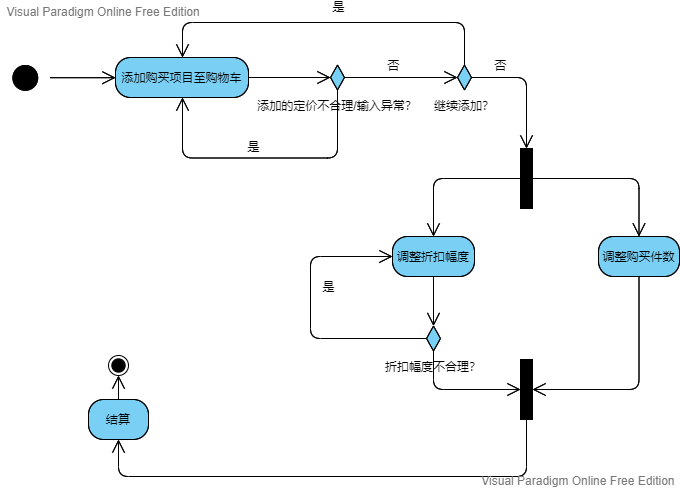 Visual Paradigm Online Free Edition
是
添加购买项目至购物车
否
否
添加的定价不合理/输入异常?
继续添加?
是
调整折扣幅度
调整购买件数
是
折扣幅度不合理?
结算
Visual Paradigm Online Free Edition